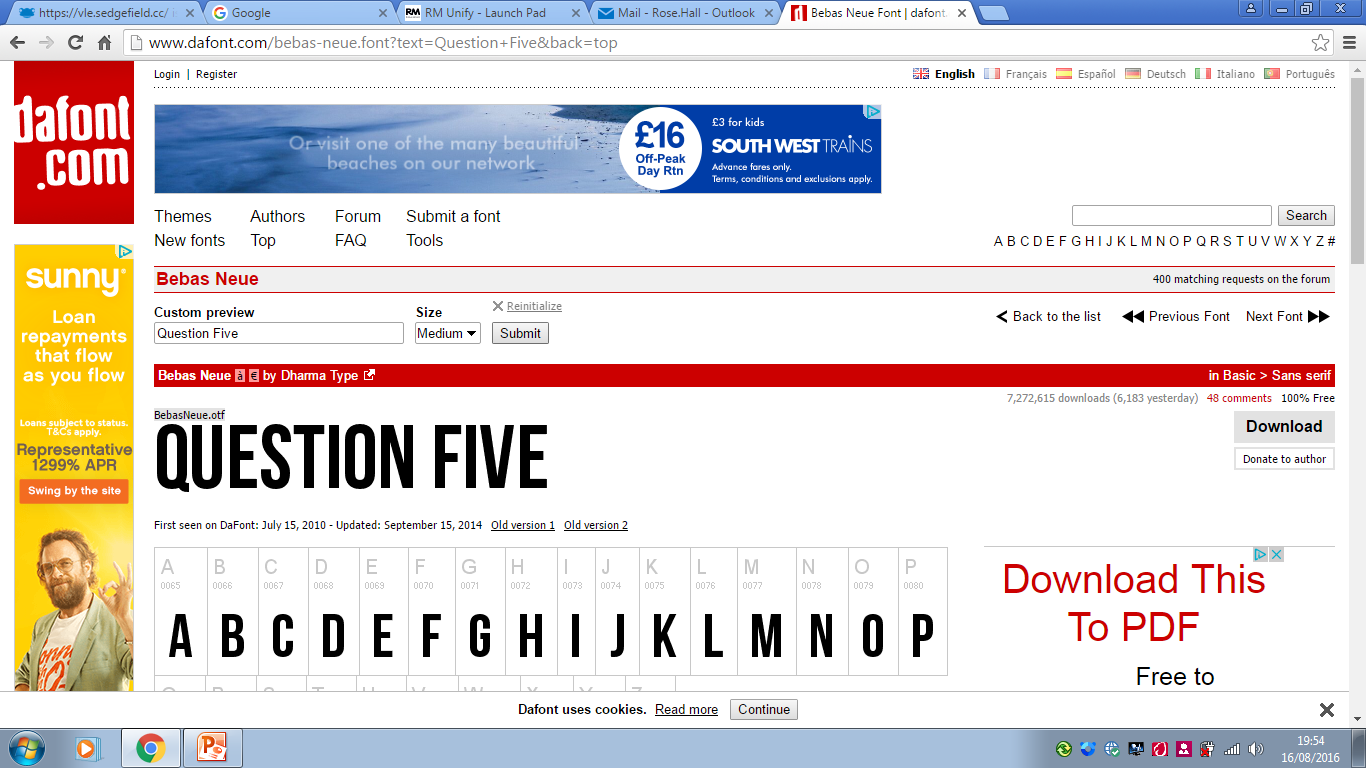 https://vle.sedgefield.cc/
Google
RM Unify - Launch Pad
Mail - Rose.Hall - Outlook
Bebas Neue Font | dafont
www.dafont.com/bebas-neue.font?text=Question+Five&back=top
dafont
.com
Login | Register
English Français Español Deutsch Italiano Português
Or visit one of the many beautiful
beaches on our network
£16
Off-Peak
Day Rtn
£3 for kids
SOUTH WEST TRAINS
Advance fares only.
Terms, conditions and exclusions apply.
Themes Authors Forum Submit a font
New fonts Top FAQ Tools
Search
A B C D E F G H I J K L M N O P Q R S T U V W X Y Z #
sunny
Loan
repayments
that flow
as you flow
Loans subject to status.
T&Cs apply.
Representative
1299% APR
Swing by the site
Bebas Neue
400 matching requests on the forum
Custom preview Size Reinitialize
Question Five Medium Submit
Back to the list Previous Font Next Font
Bebas Neue à € by Dharma Type
in Basic > Sans serif
7,272,615 downloads (6,183 yesterday) 48 comments 100% Free
BebasNeue.otf
QUESTION FIVE
Download
Donate to author
First seen on DaFont: July 15, 2010 - Updated: September 15, 2014 Old version 1 Old version 2
A B C D E F G H I J K L M N O P
0065 0066 0067 0068 0069 0070 0071 0072 0073 0074 0075 0076 0077 0078 0079 0080
A B C D E F G H I J K L M N O P
Download This
To PDF
Free to
Dafont uses cookies. Read more Continue
19:54
16/08/2016